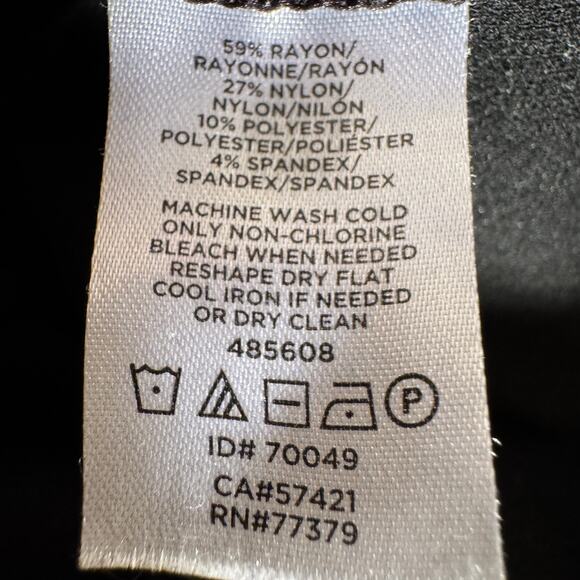 59% RAYON/
RAYONNE/RAYÓN
27% NYLON/
NYLON/NILÓN
10% POLYESTER/
POLYESTER/POLIÉSTER
4% SPANDEX/
SPANDEX/SPANDEX
MACHINE WASH COLD
ONLY NON-CHLORINE
BLEACH WHEN NEEDED
RESHAPE DRY FLAT
COOL IRON IF NEEDED
OR DRY CLEAN
485608
P
ID# 70049
CA#57421
RN#77379